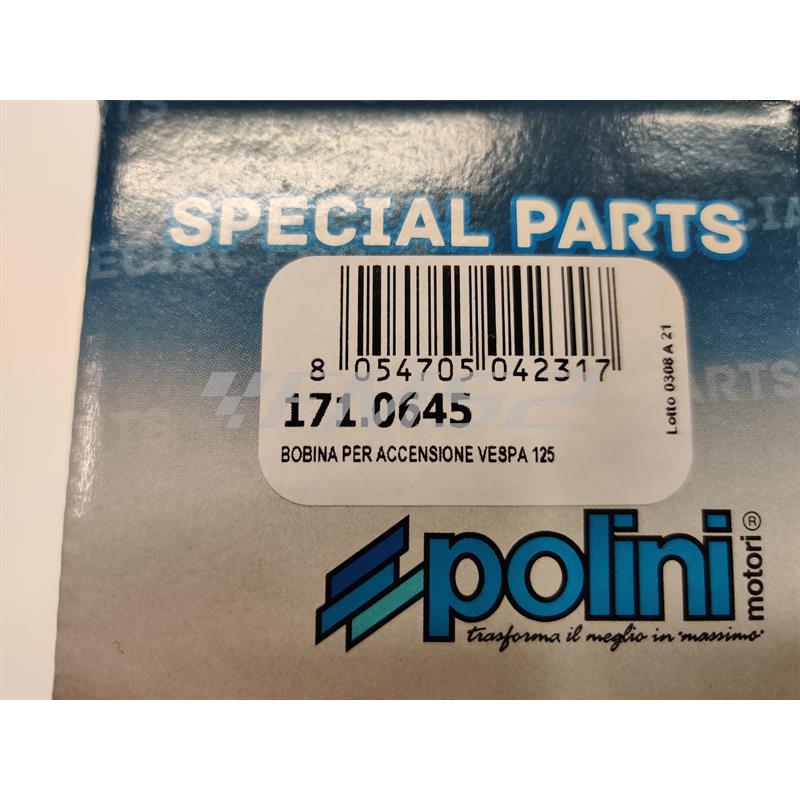 SPECIAL PARTS
8 054705 042317
171.0645
BOBINA PER ACCENSIONE VESPA 125
Lotto 0308 A 21
polini
motori®
trasforma il meglio in "massimo"
PARTS